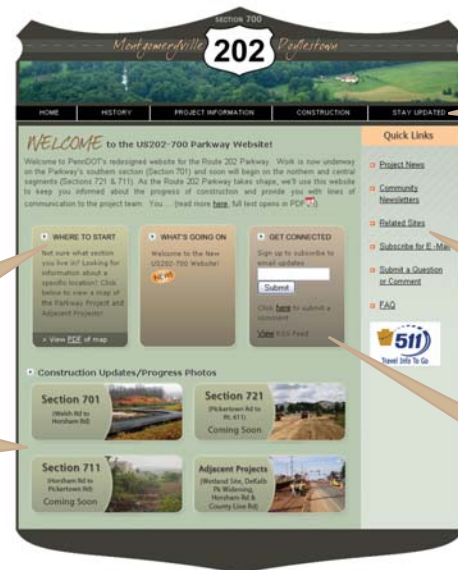 SECTION 700
Montgomeryville 202 Doylestown
HOME HISTORY PROJECT INFORMATION CONSTRUCTION STAY UPDATED
WELCOME to the US202-700 Parkway Website!
Welcome to PennDOT's redesigned website for the Route 202 Parkway. Work is now underway
on the Parkway's southern section (Section 701) and soon will begin on the northern and central
segments (Sections 721 & 711). As the Route 202 Parkway takes shape, we'll use this website
to keep you informed about the progress of construction and provide you with lines of
communication to the project team. You ... (read more here, full text opens in PDF)
WHERE TO START
Not sure what section
you live in? Looking for
information about a
specific location? Click
below to view a map of
the Parkway Project and
Adjacent Projects!
> View PDF of map
WHAT'S GOING ON
Welcome to the New
US202-700 Website!
NEWS
GET CONNECTED
Sign up to subscribe to
email updates
Submit
Click here to submit a
comment
View RSS Feed
Construction Updates/Progress Photos
Section 701
(Welsh Rd to
Horsham Rd)
Section 721
(Pickertown Rd to
Rt. 611)
Coming Soon
Section 711
(Horsham Rd to
Pickertown Rd)
Coming Soon
Adjacent Projects
(Wetland Site, DeKalb
Pk Widening,
Horsham Rd &
County Line Rd)
Quick Links
Project News
Community
Newsletters
Related Sites
Subscribe for E-Mail
Submit a Question
or Comment
FAQ
511
Travel Info To Go